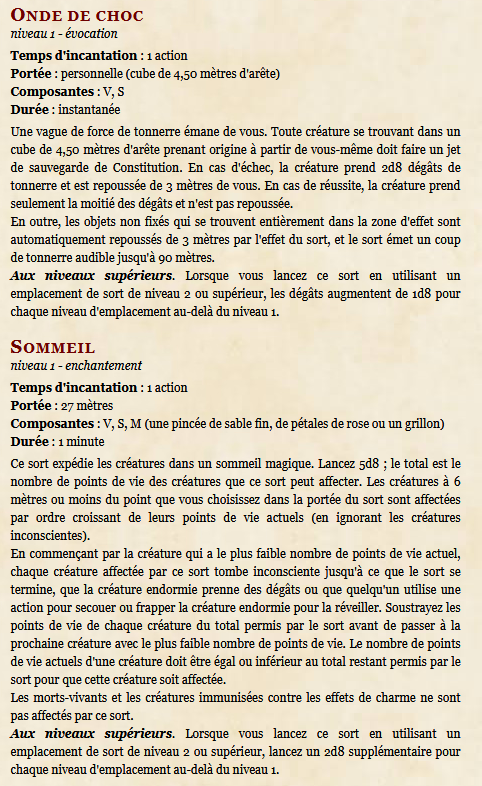 ONDE DE CHOC
niveau 1 - évocation
Temps d'incantation : 1 action
Portée : personnelle (cube de 4,50 mètres d'arête)
Composantes : V, S
Durée : instantanée
Une vague de force de tonnerre émane de vous. Toute créature se trouvant dans un
cube de 4,50 mètres d'arête prenant origine à partir de vous-même doit faire un jet
de sauvegarde de Constitution. En cas d'échec, la créature prend 2d8 dégâts de
tonnerre et est repoussée de 3 mètres de vous. En cas de réussite, la créature prend
seulement la moitié des dégâts et n'est pas repoussée.
En outre, les objets non fixés qui se trouvent entièrement dans la zone d'effet sont
automatiquement repoussés de 3 mètres par l'effet du sort, et le sort émet un coup
de tonnerre audible jusqu'à 90 mètres.
Aux niveaux supérieurs. Lorsque vous lancez ce sort en utilisant un
emplacement de sort de niveau 2 ou supérieur, les dégâts augmentent de 1d8 pour
chaque niveau d'emplacement au-delà du niveau 1.
SOMMEIL
niveau 1 - enchantement
Temps d'incantation : 1 action
Portée : 27 mètres
Composantes : V, S, M (une pincée de sable fin, de pétales de rose ou un grillon)
Durée : 1 minute
Ce sort expédie les créatures dans un sommeil magique. Lancez 5d8 ; le total est le
nombre de points de vie des créatures que ce sort peut affecter. Les créatures à 6
mètres ou moins du point que vous choisissez dans la portée du sort sont affectées
par ordre croissant de leurs points de vie actuels (en ignorant les créatures
inconscientes).
En commençant par la créature qui a le plus faible nombre de points de vie actuel,
chaque créature affectée par ce sort tombe inconsciente jusqu'à ce que le sort se
termine, que la créature endormie prenne des dégâts ou que quelqu'un utilise une
action pour secouer ou frapper la créature endormie pour la réveiller. Soustrayez les
points de vie de chaque créature du total permis par le sort avant de passer à la
prochaine créature avec le plus faible nombre de points de vie. Le nombre de points
de vie actuels d'une créature doit être égal ou inférieur au total restant permis par le
sort pour que cette créature soit affectée.
Les morts-vivants et les créatures immunisées contre les effets de charme ne sont
pas affectés par ce sort.
Aux niveaux supérieurs. Lorsque vous lancez ce sort en utilisant un
emplacement de sort de niveau 2 ou supérieur, lancez un 2d8 supplémentaire pour
chaque niveau d'emplacement au-delà du niveau 1.